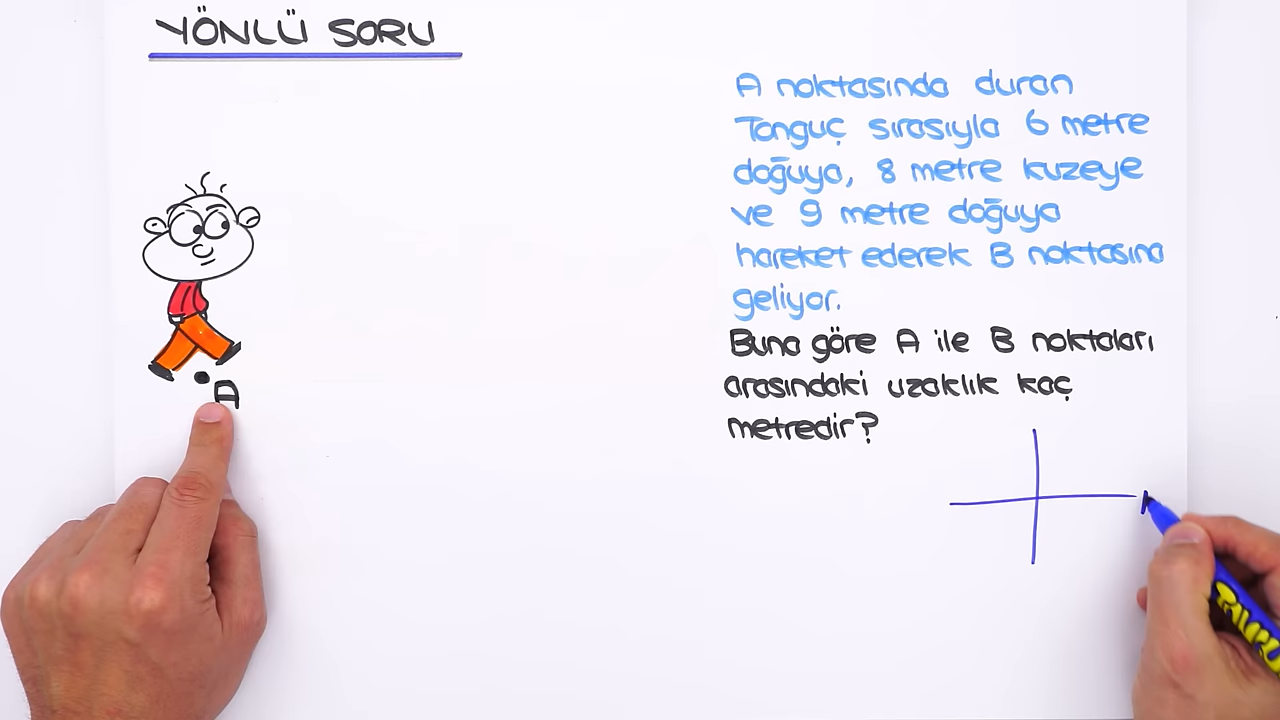 YÖNLÜ SORU
A noktasında duran
Tonguç sırasıyla 6 metre
doğuya, 8 metre kuzeye
ve 9 metre doğuya
hareket ederek B noktasına
geliyor.
Buna göre A ile B noktaları
arasındaki uzaklık kaç
metredir?
A